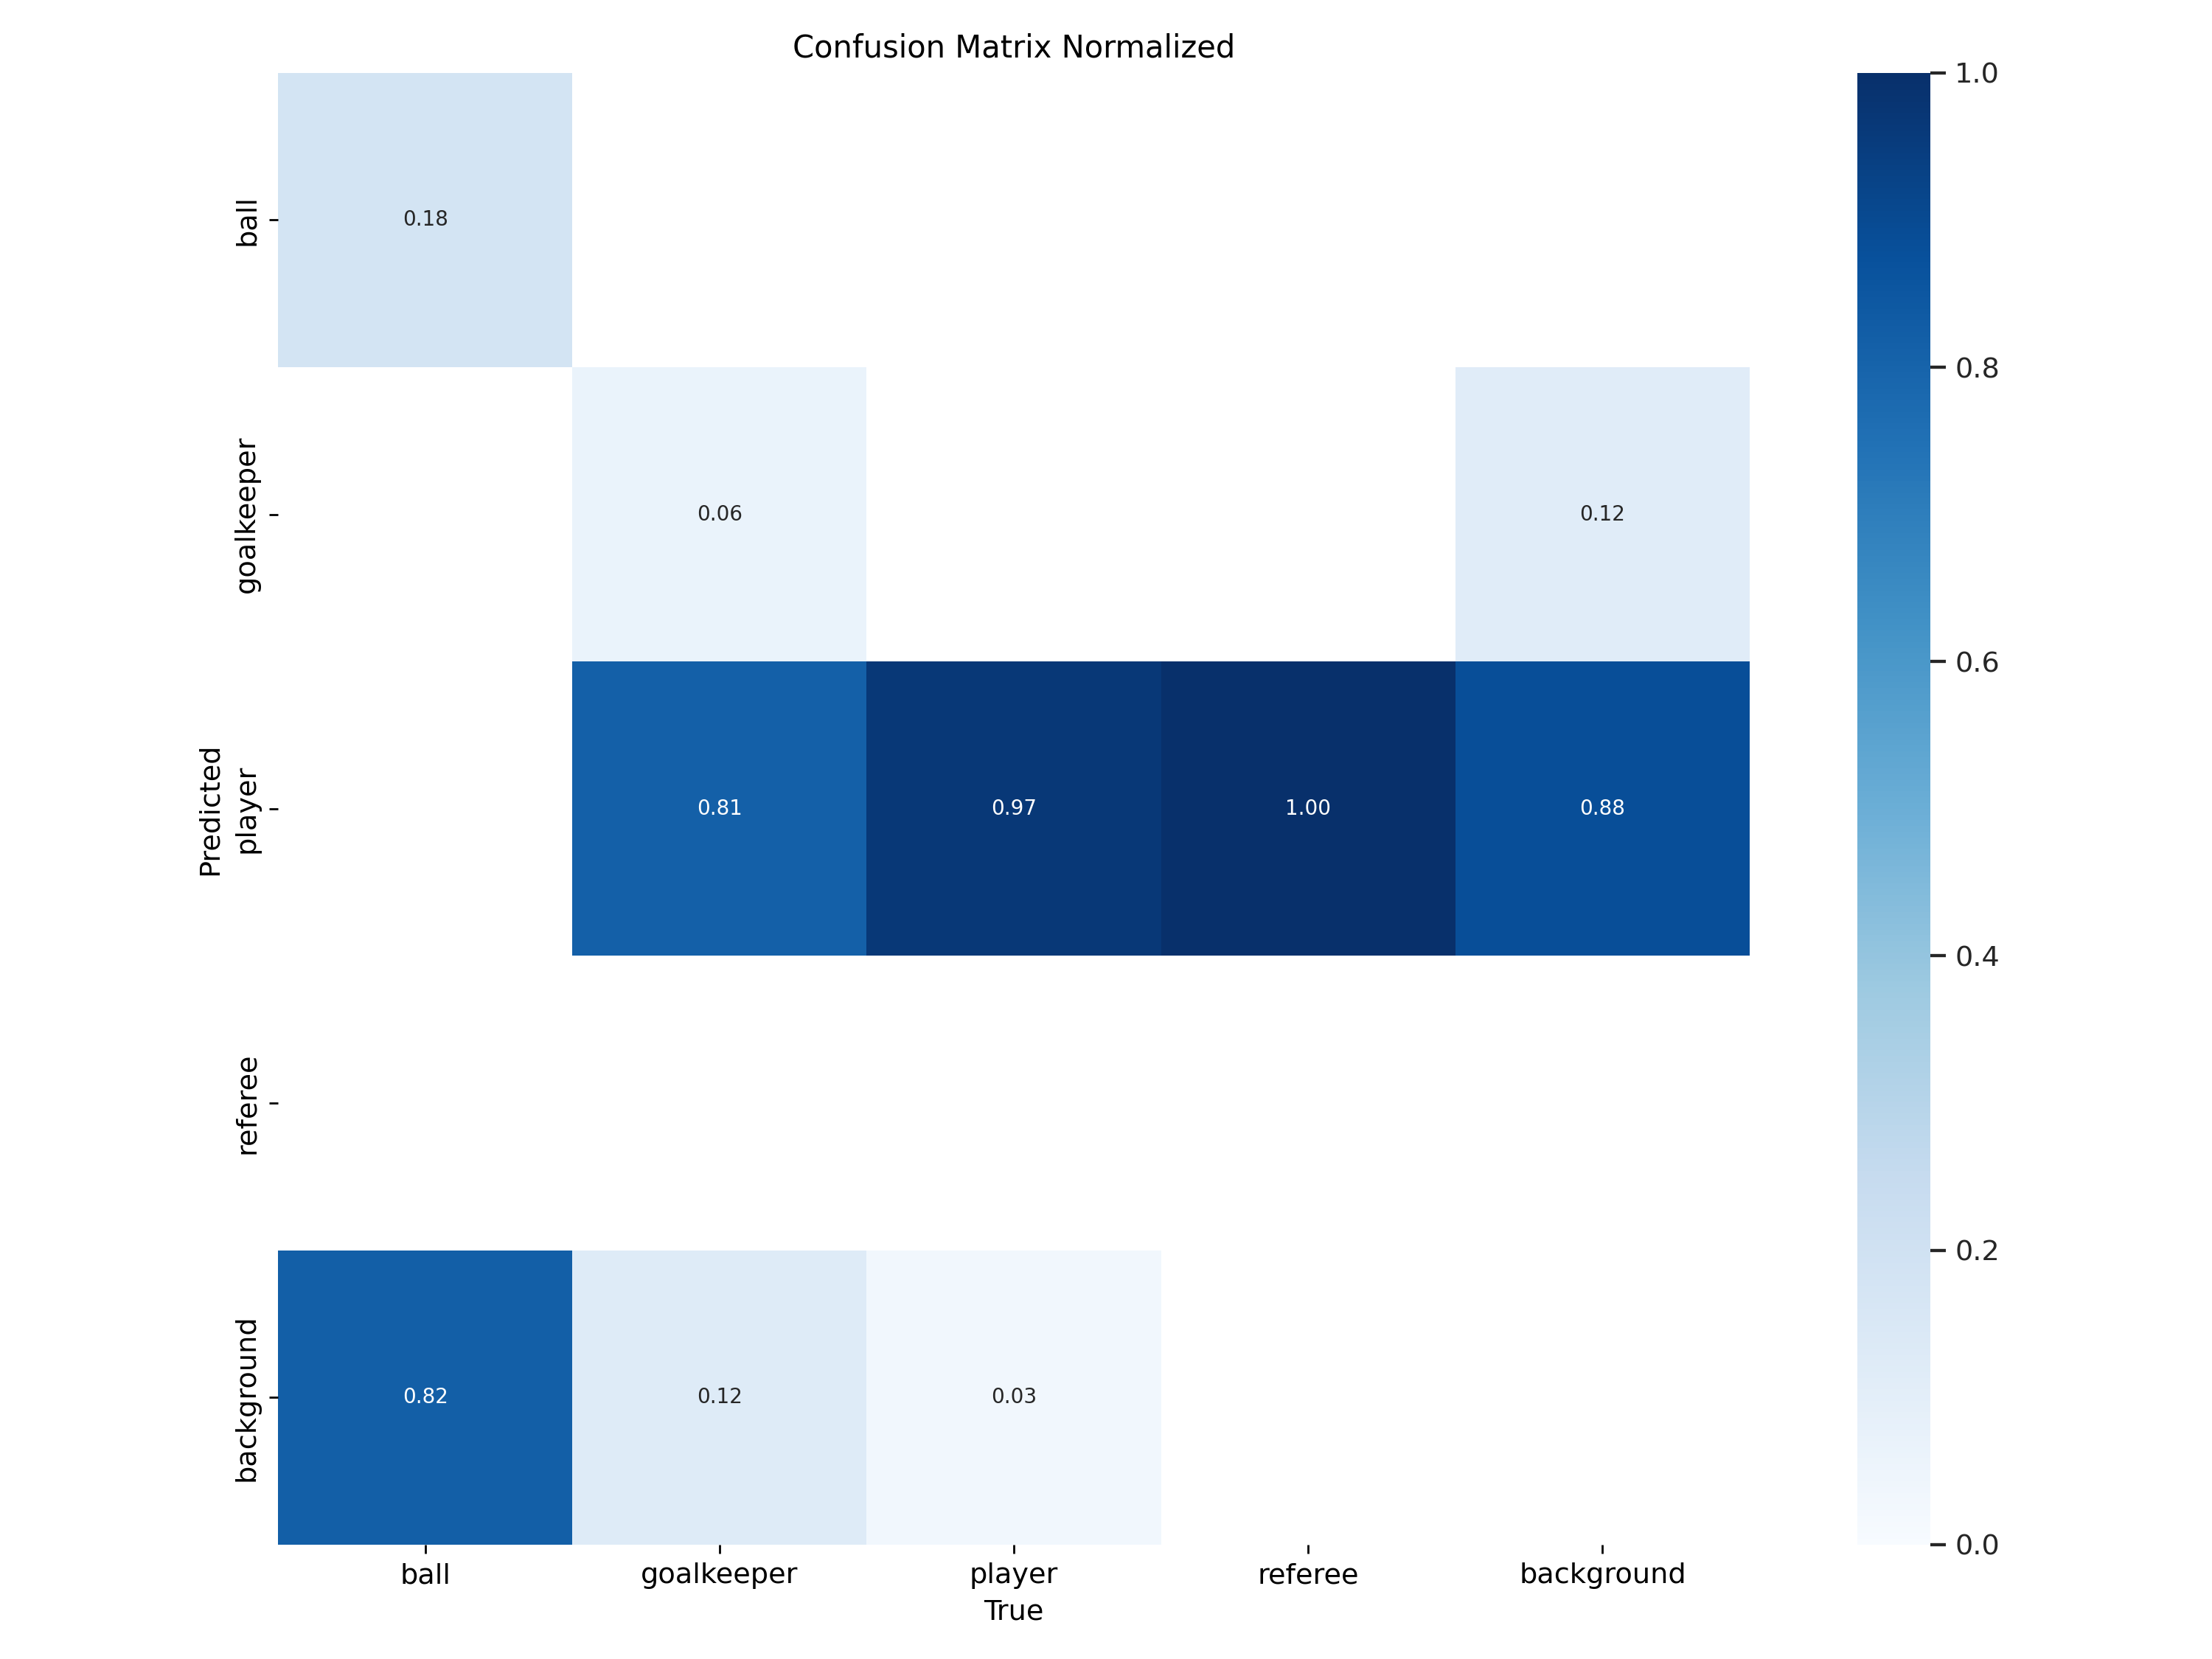 Confusion Matrix Normalized
1.0
ball
0.18
0.8
goalkeeper
0.06
0.12
0.6
Predicted
player
0.81
0.97
1.00
0.88
0.4
referee
0.2
background
0.82
0.12
0.03
0.0
ball
goalkeeper
player
referee
background
True